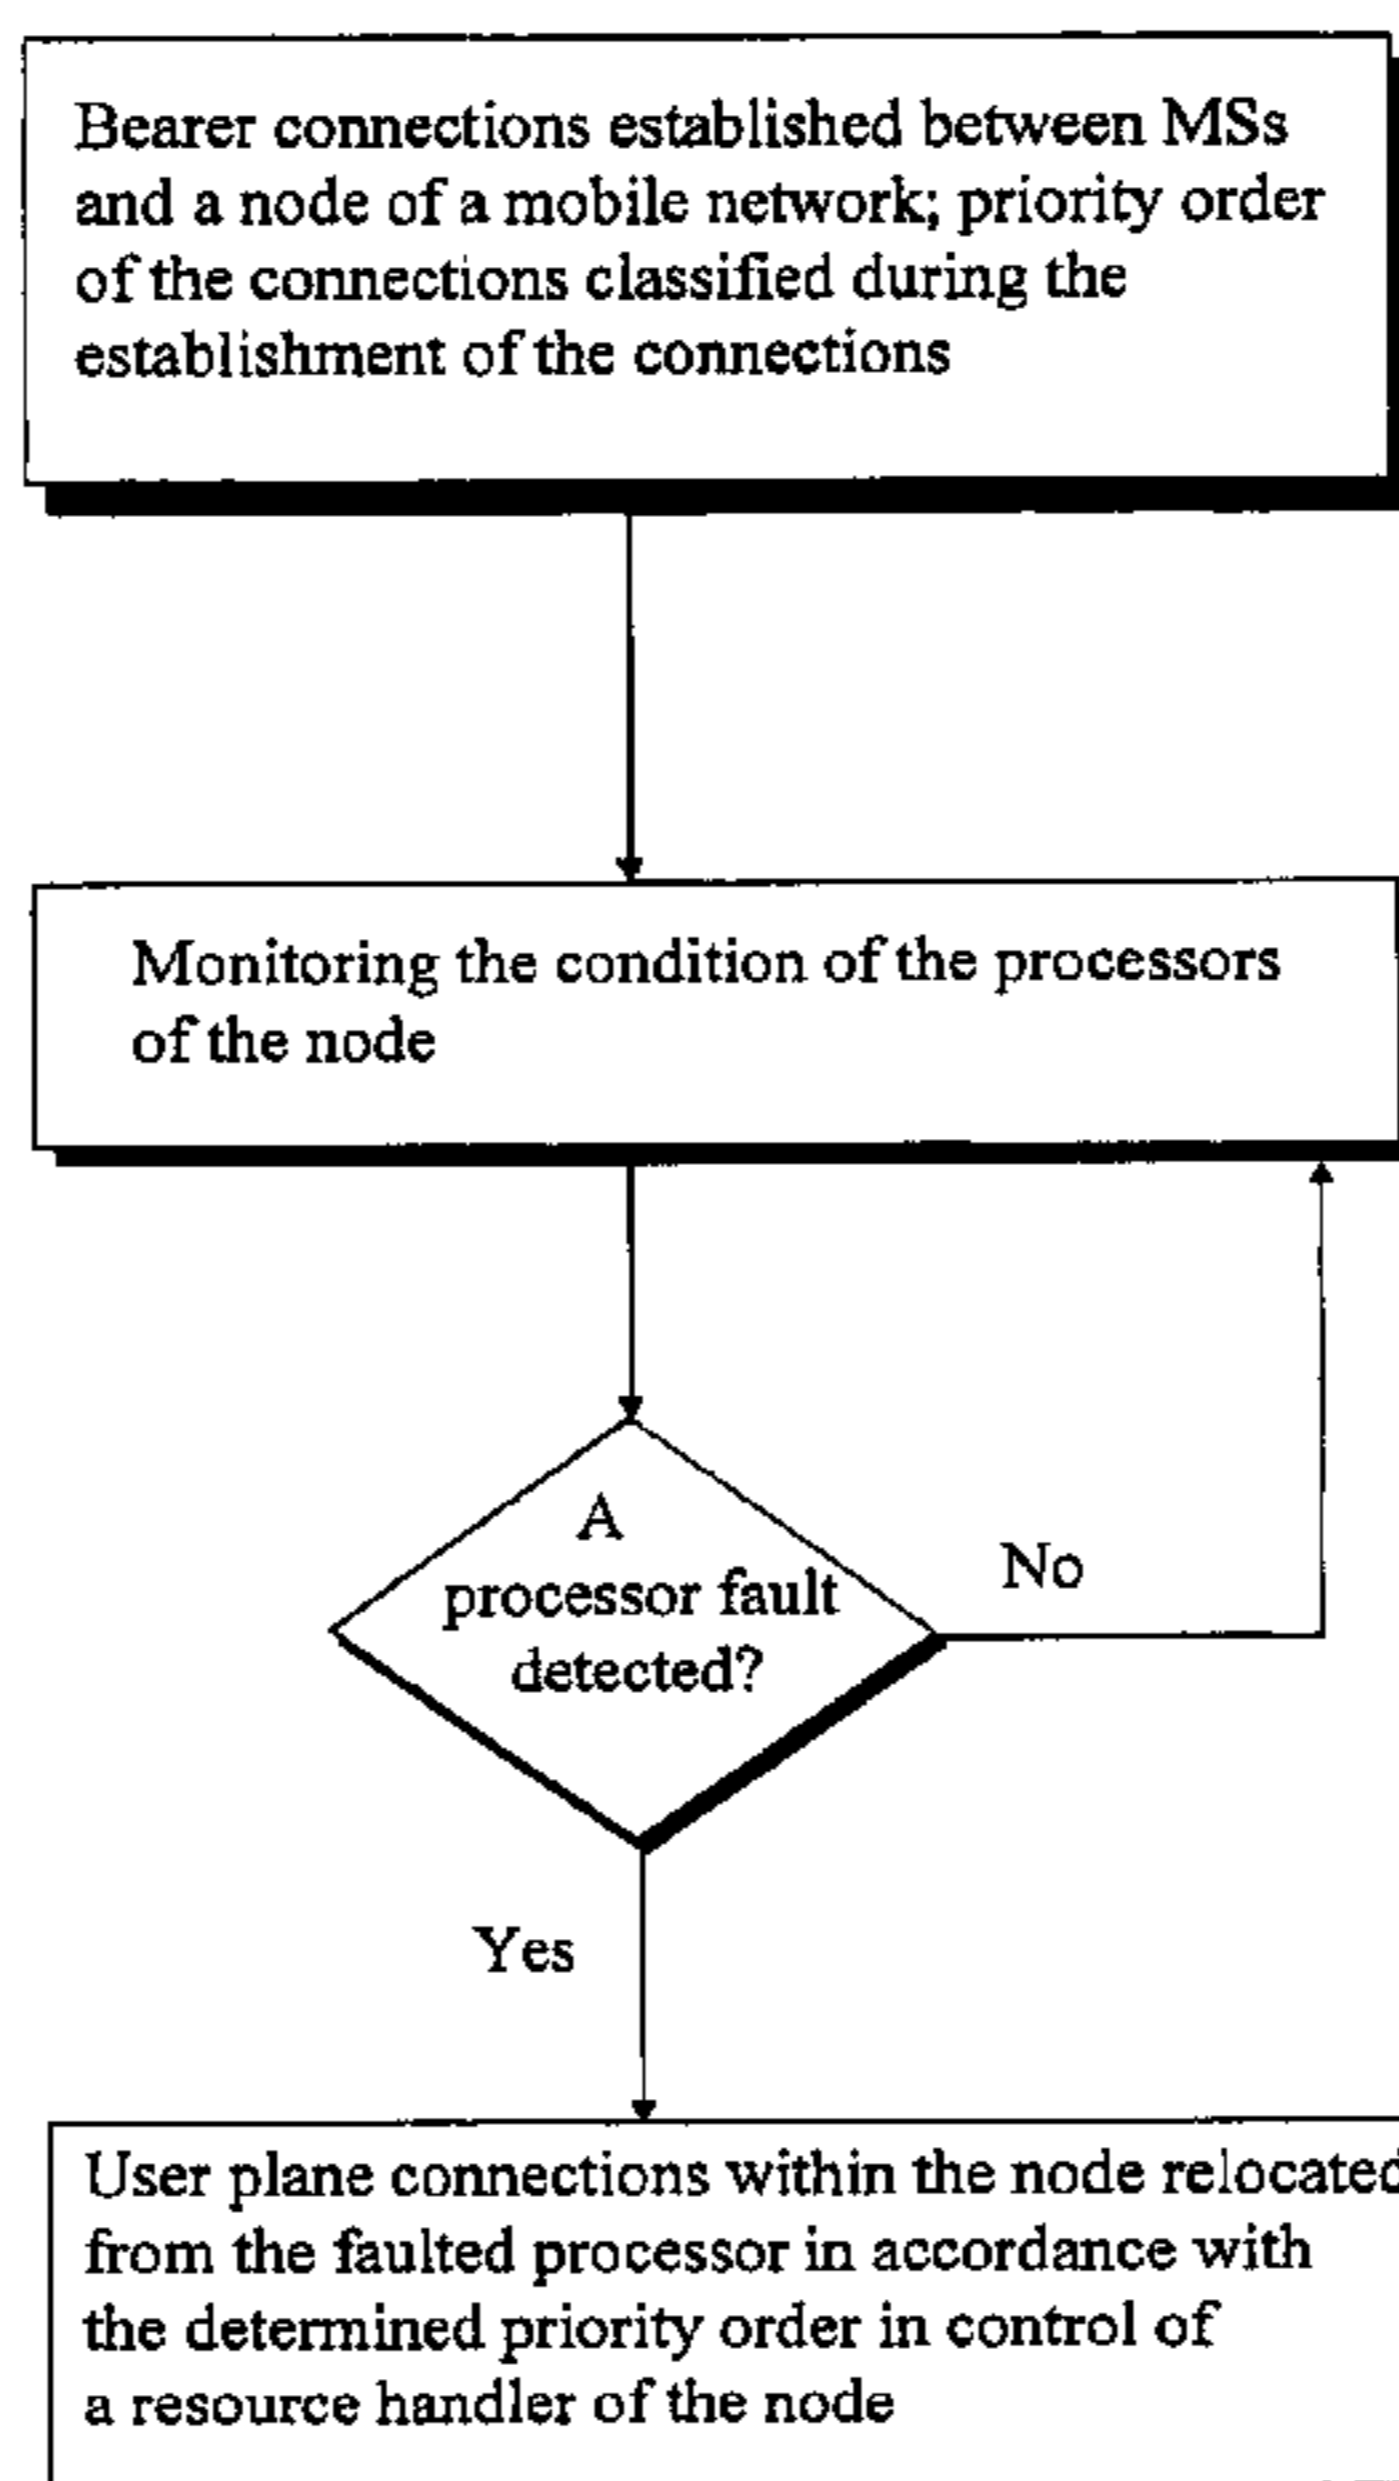 Bearer connections established between MSs
and a node of a mobile network; priority order
of the connections classified during the
establishment of the connections
Monitoring the condition of the processors
of the node
A
processor fault
detected?
No
Yes
User plane connections within the node relocated
from the faulted processor in accordance with
the determined priority order in control of
a resource handler of the node